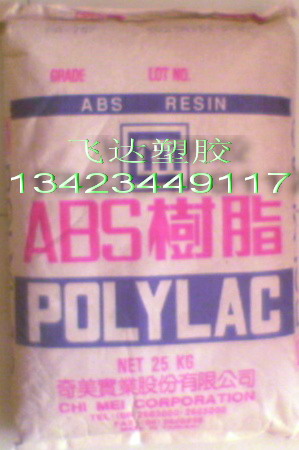 GRADE LOT NO.
ABS RESIN
飞达塑胶
13423449117
ABS樹脂
POLYLAC
NET 25 KG
奇美實業股份有限公司
CHI MEI CORPORATION